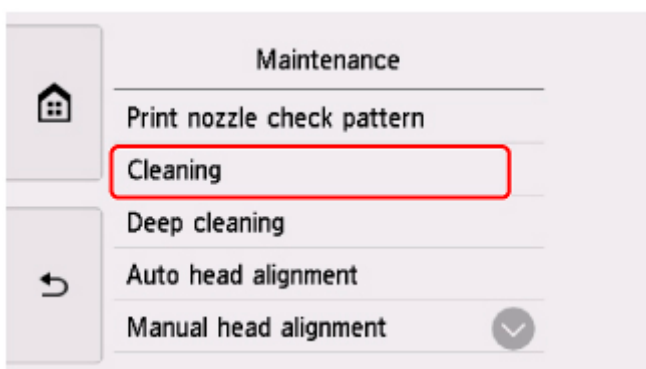 Maintenance
Print nozzle check pattern
Cleaning
Deep cleaning
Auto head alignment
Manual head alignment